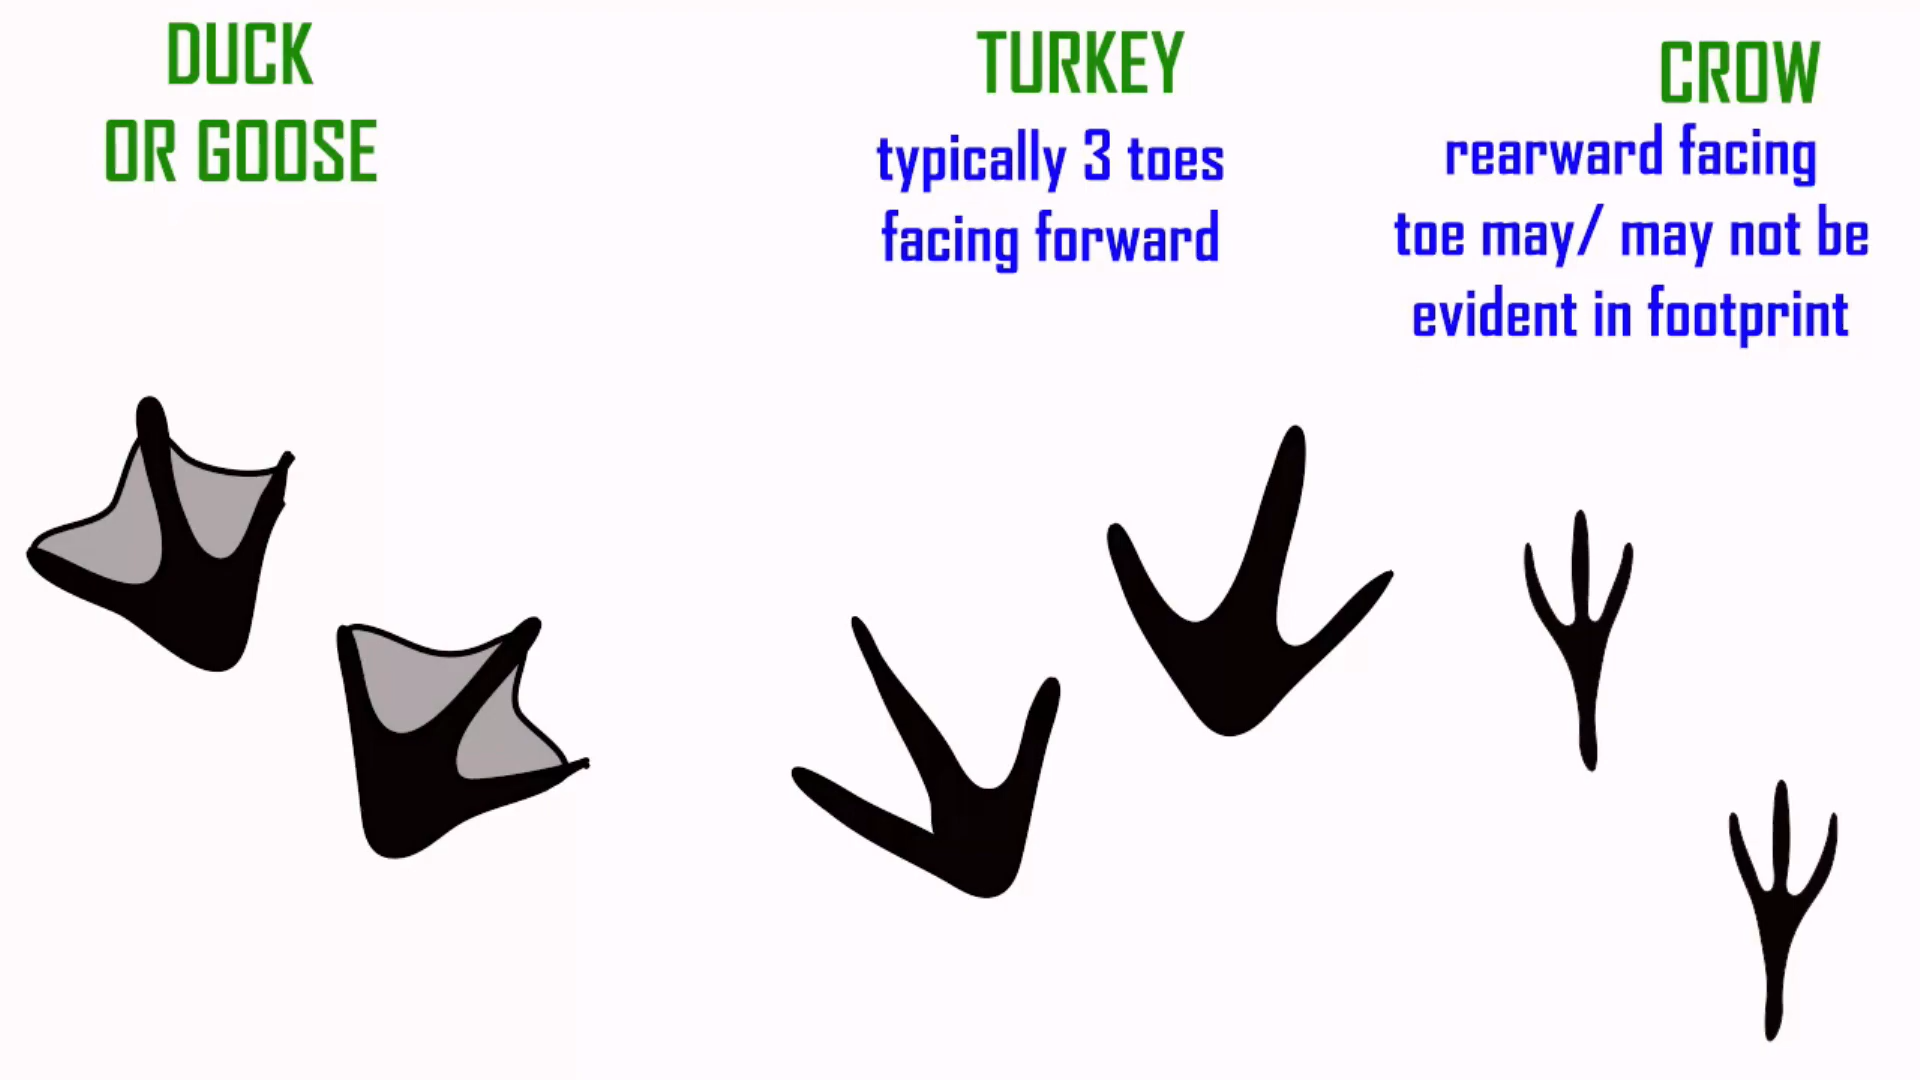 DUCK
OR GOOSE
TURKEY
typically 3 toes
facing forward
CROW
rearward facing
toe may/ may not be
evident in footprint